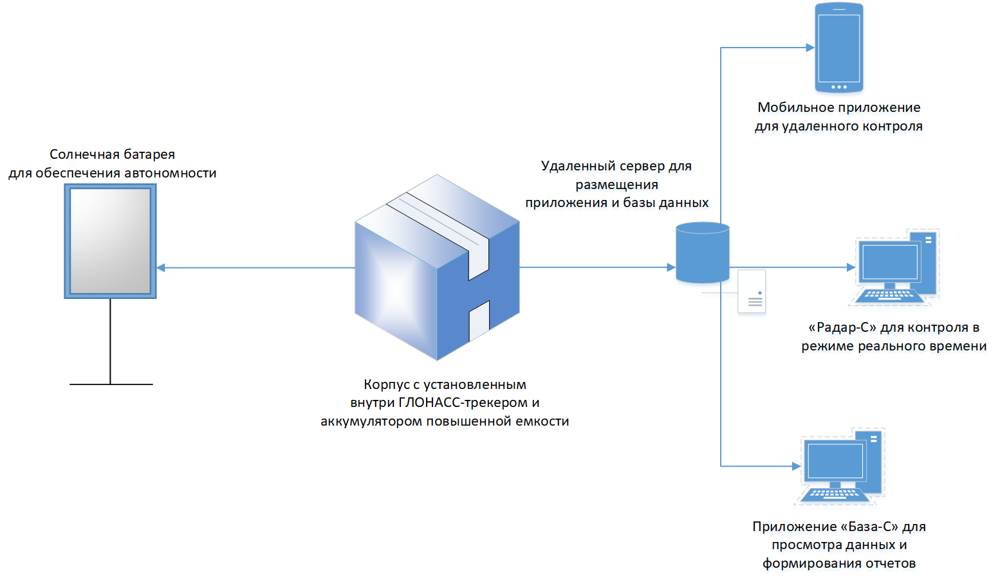 Мобильное приложение
для удаленного контроля
Солнечная батарея
для обеспечения автономности
Удаленный сервер для
размещения
приложения и базы данных
«Радар-С» для контроля в
режиме реального времени
Корпус с установленным
внутри ГЛОНАСС-трекером и
аккумулятором повышенной емкости
Приложение «База-С» для
просмотра данных и
формирования отчетов